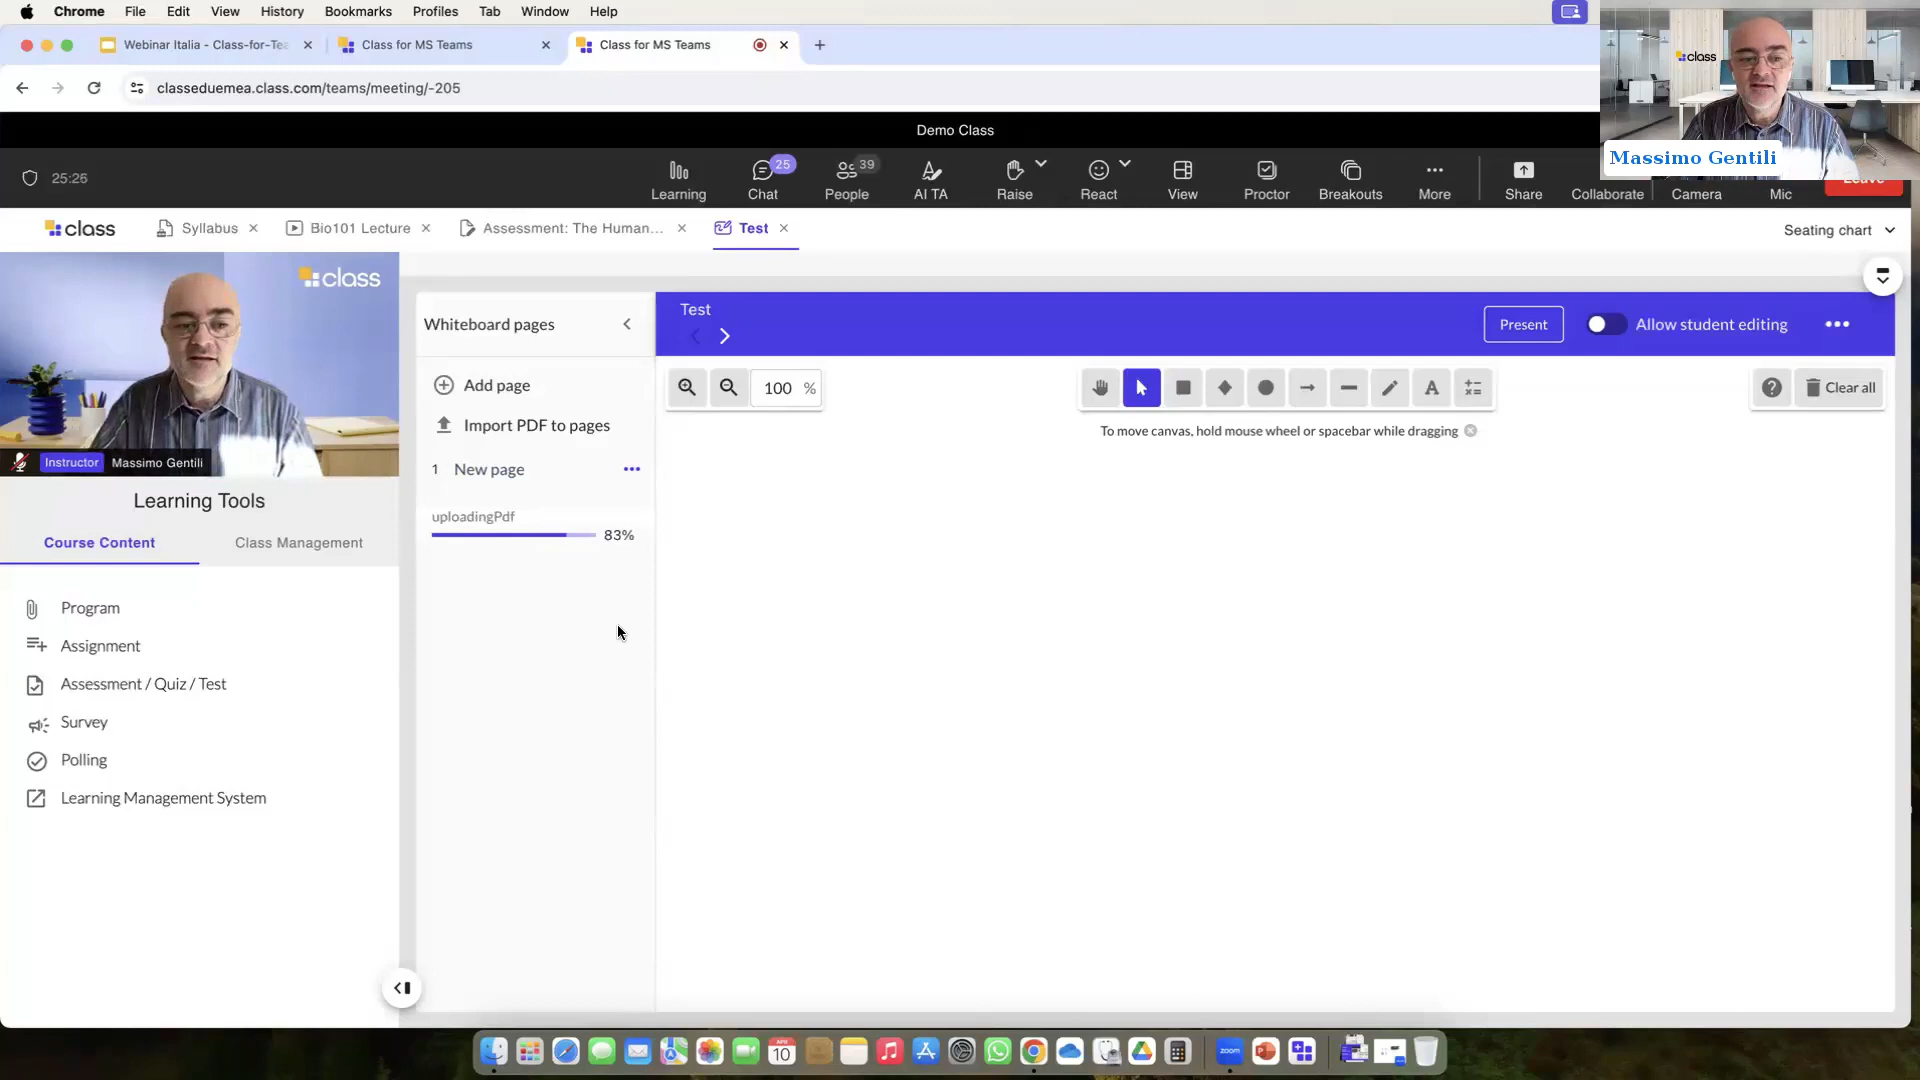 Chrome File Edit View History Bookmarks Profiles Tab Window Help
Webinar Italia - Class-for-Tea
Class for MS Teams
Class for MS Teams
classeduemea.class.com/teams/meeting/-205
class
Massimo Gentili
Demo Class
25:26
Learning
Chat 25
People 39
AI TA
Raise
React
View
Proctor
Breakouts
More
Share
Collaborate
Camera
Mic
Leave
class
Syllabus
Bio101 Lecture
Assessment: The Human...
Test
Seating chart
class
Instructor Massimo Gentili
Learning Tools
Course Content
Class Management
Program
Assignment
Assessment / Quiz / Test
Survey
Polling
Learning Management System
Whiteboard pages
Add page
Import PDF to pages
1 New page
uploadingPdf
83%
Test
Present
Allow student editing
100 %
A
Clear all
To move canvas, hold mouse wheel or spacebar while dragging
APR
10
zoom